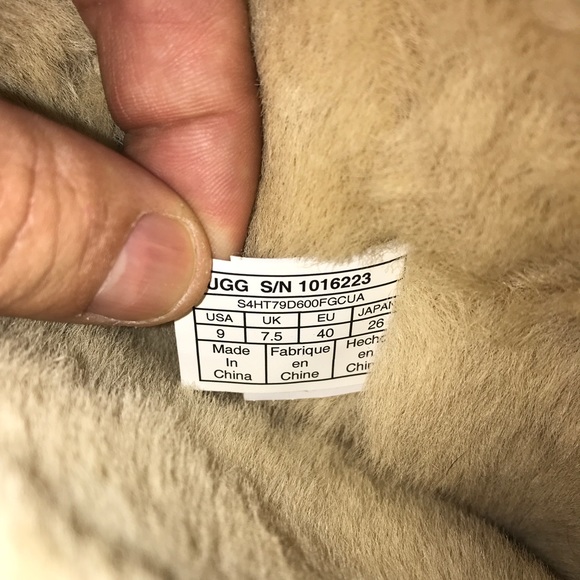 UGG S/N 1016223
S4HT79D600FGCUA
USA UK EU JAPAN
9 7.5 40 26
Made Fabrique Hecho
In en en
China Chine